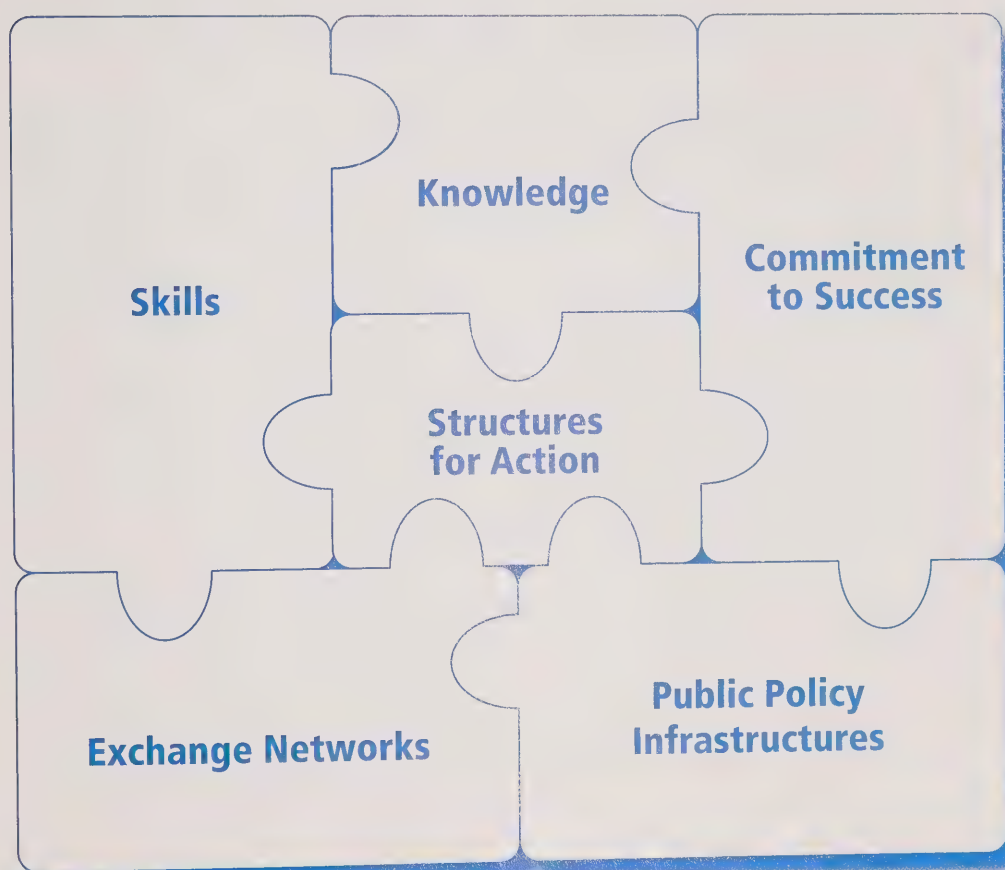 Knowledge
Skills
Commitment
to Success
Structures
for Action
Exchange Networks
Public Policy
Infrastructures